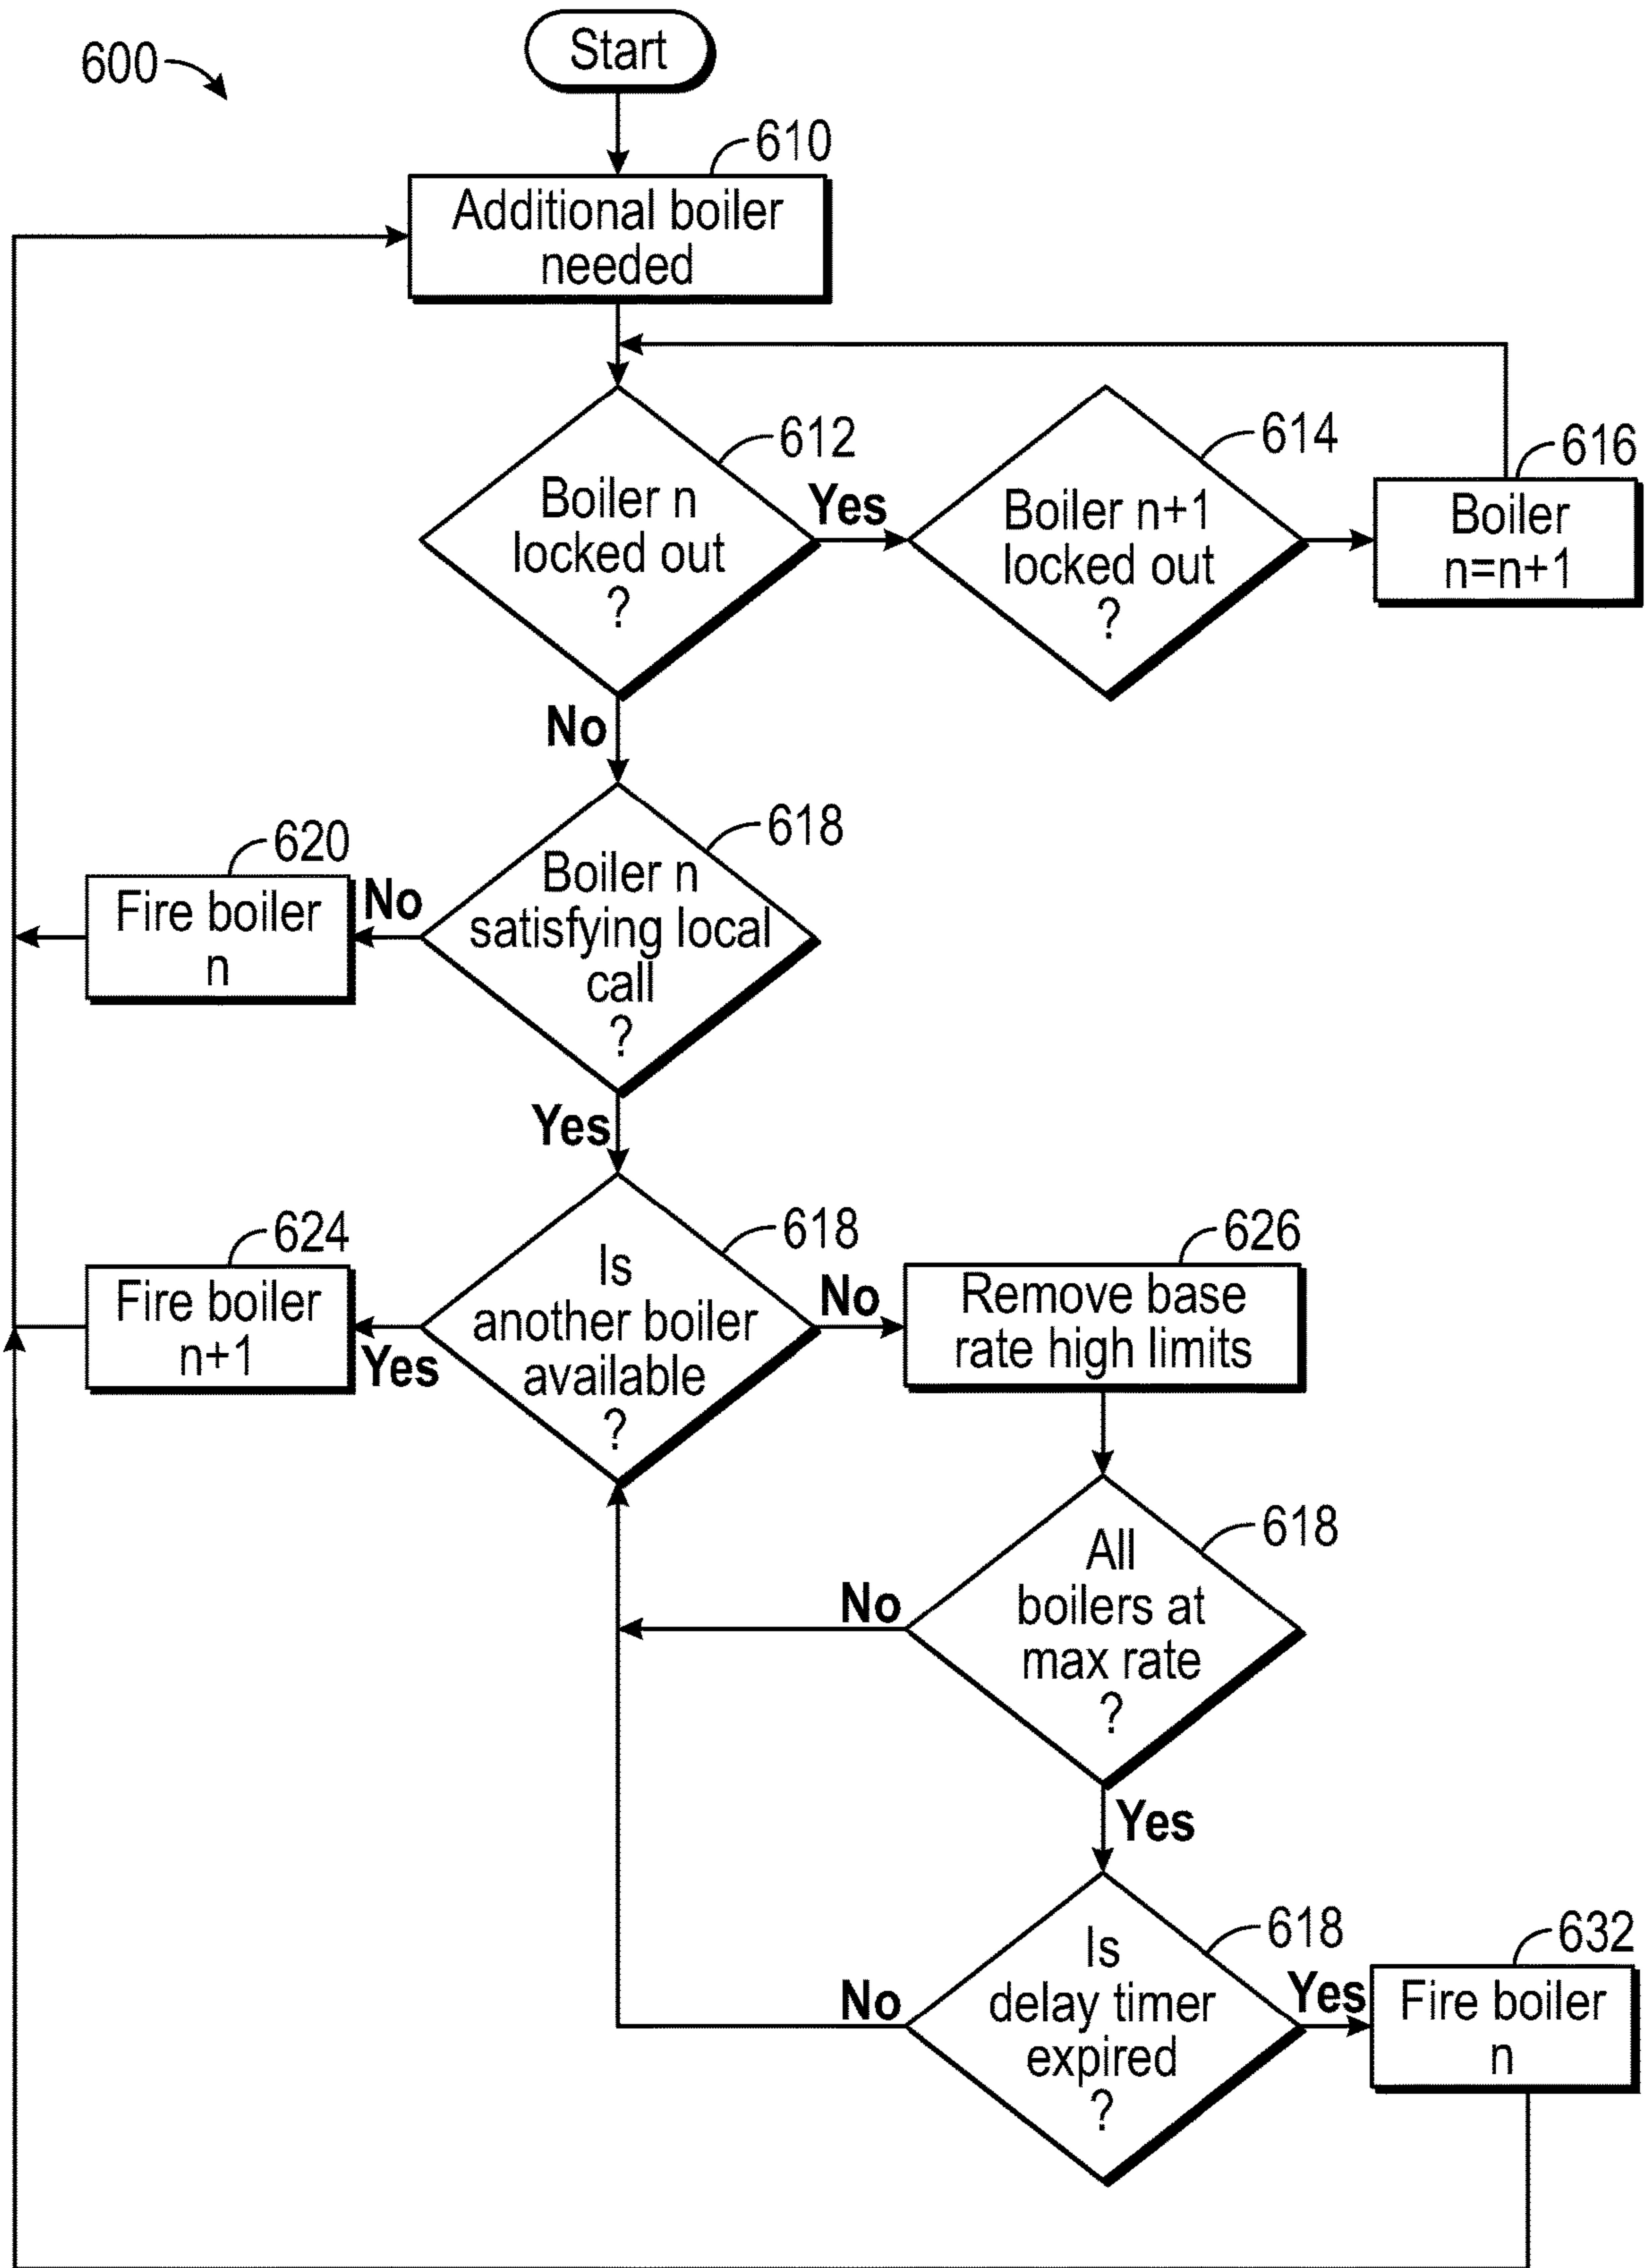 600
Start
610
Additional boiler
needed
612
Boiler n
locked out
?
Yes
614
Boiler n+1
locked out
?
616
Boiler
n=n+1
No
618
Boiler n
satisfying local
call
?
No
620
Fire boiler
n
Yes
618
Is
another boiler
available
?
Yes
624
Fire boiler
n+1
No
626
Remove base
rate high limits
618
All
boilers at
max rate
?
No
Yes
618
Is
delay timer
expired
?
No
Yes
632
Fire boiler
n